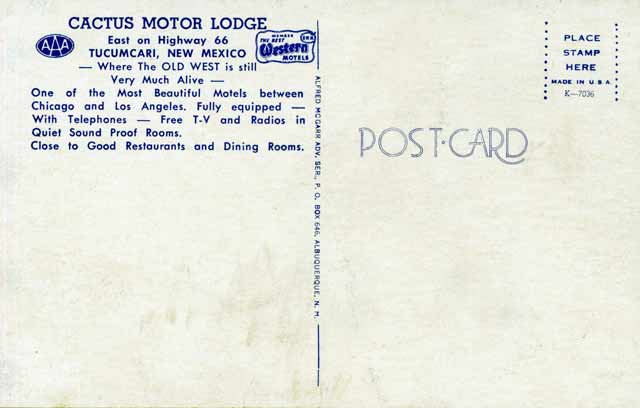 CACTUS MOTOR LODGE
East on Highway 66
TUCUMCARI, NEW MEXICO
— Where The OLD WEST is still
Very Much Alive —
One of the Most Beautiful Motels between
Chicago and Los Angeles. Fully equipped —
With Telephones — Free T-V and Radios in
Quiet Sound Proof Rooms.
Close to Good Restaurants and Dining Rooms.
AAA
MEMBER
THE BEST
Western
MOTELS
ALFRED McGARR ADV. SER., P. O. BOX 646, ALBUQUERQUE, N. M.
POST·CARD
PLACE
STAMP
HERE
MADE IN U.S.A.
K—7036